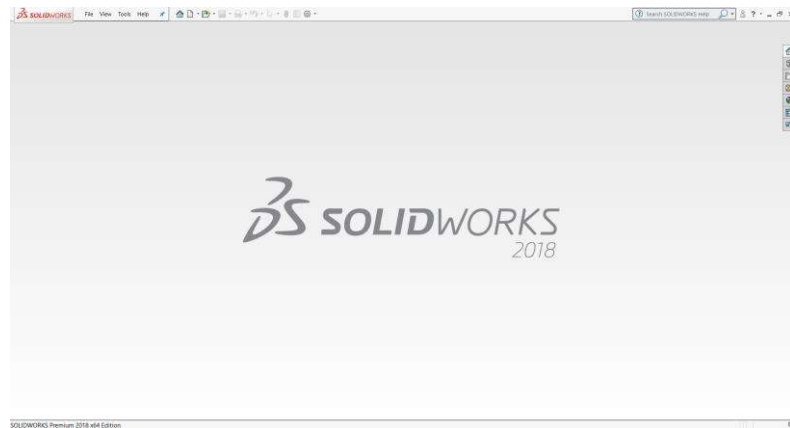 SOLIDWORKS File View Tools Help Search SOLIDWORKS Help ?
SOLIDWORKS
2018
SOLIDWORKS Premium 2018 x64 Edition